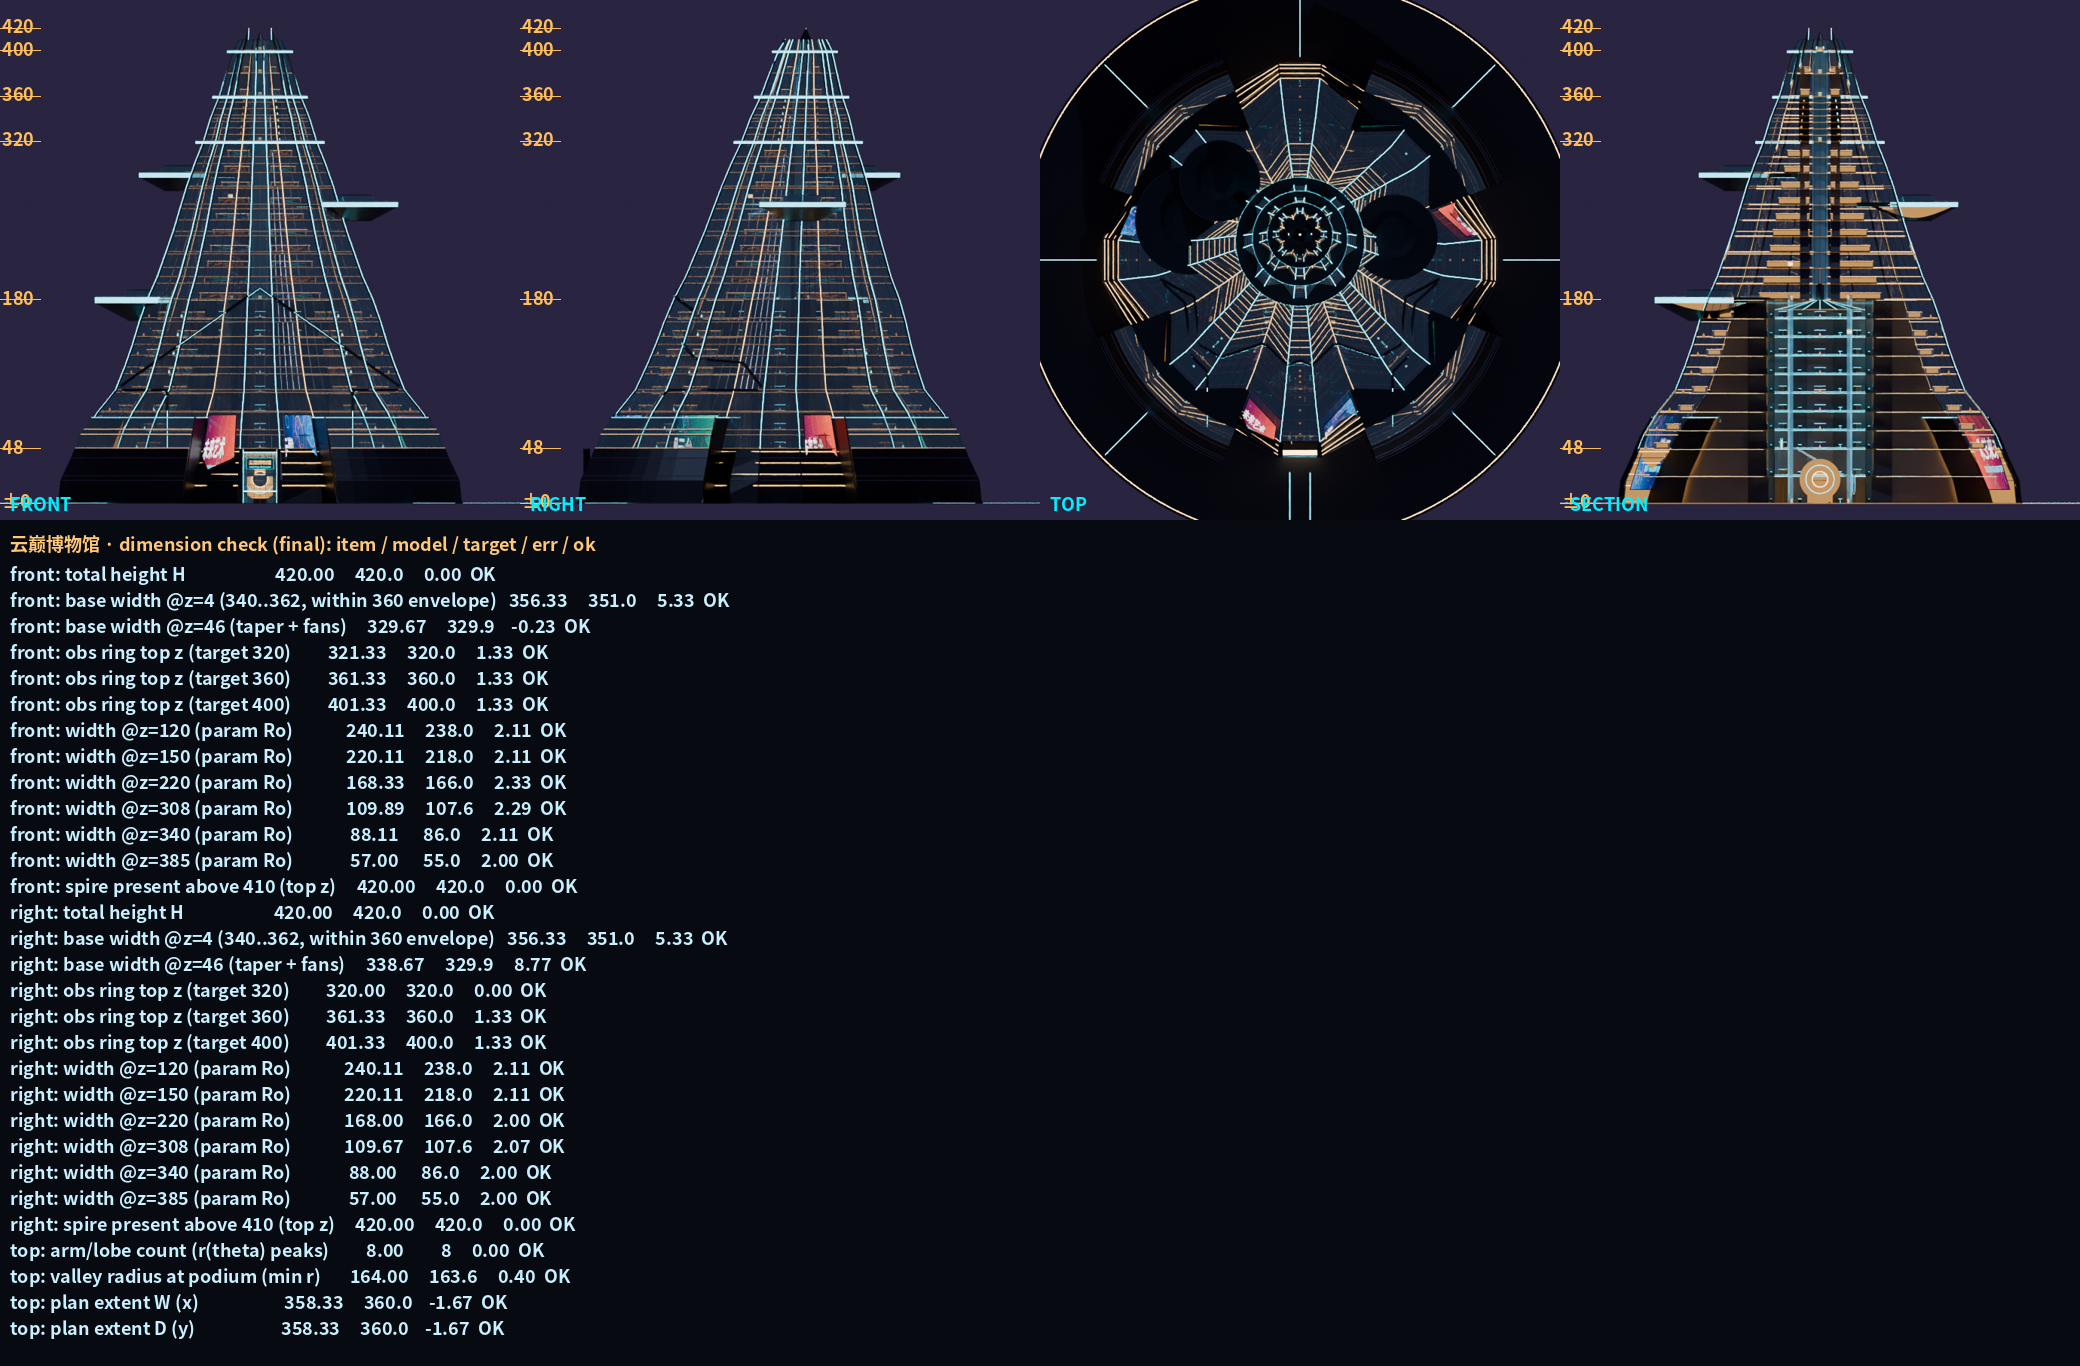 420
400
360
320
180
48
±0
FRONT
420
400
360
320
180
48
±0
RIGHT
TOP
420
400
360
320
180
48
±0
SECTION
云巅博物馆 · dimension check (final): item / model / target / err / ok
front: total height H 420.00 420.0 0.00 OK
front: base width @z=4 (340..362, within 360 envelope) 356.33 351.0 5.33 OK
front: base width @z=46 (taper + fans) 329.67 329.9 -0.23 OK
front: obs ring top z (target 320) 321.33 320.0 1.33 OK
front: obs ring top z (target 360) 361.33 360.0 1.33 OK
front: obs ring top z (target 400) 401.33 400.0 1.33 OK
front: width @z=120 (param Ro) 240.11 238.0 2.11 OK
front: width @z=150 (param Ro) 220.11 218.0 2.11 OK
front: width @z=220 (param Ro) 168.33 166.0 2.33 OK
front: width @z=308 (param Ro) 109.89 107.6 2.29 OK
front: width @z=340 (param Ro) 88.11 86.0 2.11 OK
front: width @z=385 (param Ro) 57.00 55.0 2.00 OK
front: spire present above 410 (top z) 420.00 420.0 0.00 OK
right: total height H 420.00 420.0 0.00 OK
right: base width @z=4 (340..362, within 360 envelope) 356.33 351.0 5.33 OK
right: base width @z=46 (taper + fans) 338.67 329.9 8.77 OK
right: obs ring top z (target 320) 320.00 320.0 0.00 OK
right: obs ring top z (target 360) 361.33 360.0 1.33 OK
right: obs ring top z (target 400) 401.33 400.0 1.33 OK
right: width @z=120 (param Ro) 240.11 238.0 2.11 OK
right: width @z=150 (param Ro) 220.11 218.0 2.11 OK
right: width @z=220 (param Ro) 168.00 166.0 2.00 OK
right: width @z=308 (param Ro) 109.67 107.6 2.07 OK
right: width @z=340 (param Ro) 88.00 86.0 2.00 OK
right: width @z=385 (param Ro) 57.00 55.0 2.00 OK
right: spire present above 410 (top z) 420.00 420.0 0.00 OK
top: arm/lobe count (r(theta) peaks) 8.00 8 0.00 OK
top: valley radius at podium (min r) 164.00 163.6 0.40 OK
top: plan extent W (x) 358.33 360.0 -1.67 OK
top: plan extent D (y) 358.33 360.0 -1.67 OK